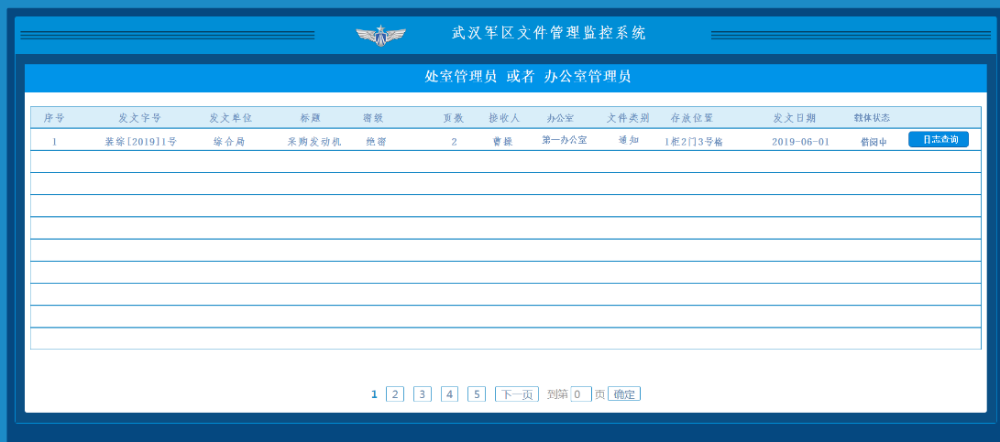 武汉军区文件管理监控系统
处室管理员 或者 办公室管理员
序号 发文字号 发文单位 标题 密级 页数 接收人 办公室 文件类别 存放位置 发文日期 载体状态
1 装综[2019]1号 综合局 采购发动机 绝密 2 曹操 第一办公室 通知 1柜2门3号格 2019-06-01 借阅中 日志查询
1 2 3 4 5 下一页 到第 0 页 确定